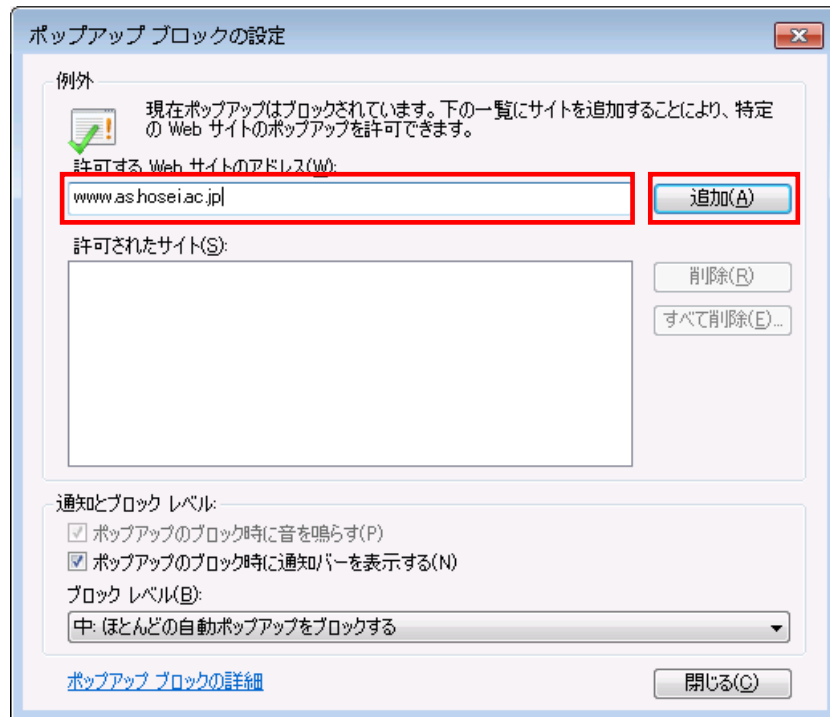 ポップアップ ブロックの設定
例外
現在ポップアップはブロックされています。下の一覧にサイトを追加することにより、特定
の Web サイトのポップアップを許可できます。
許可する Web サイトのアドレス(W):
www.as.hosei.ac.jp
追加(A)
許可されたサイト(S):
削除(R)
すべて削除(E)...
通知とブロック レベル:
ポップアップのブロック時に音を鳴らす(P)
ポップアップのブロック時に通知バーを表示する(N)
ブロック レベル(B):
中: ほとんどの自動ポップアップをブロックする
ポップアップ ブロックの詳細
閉じる(C)